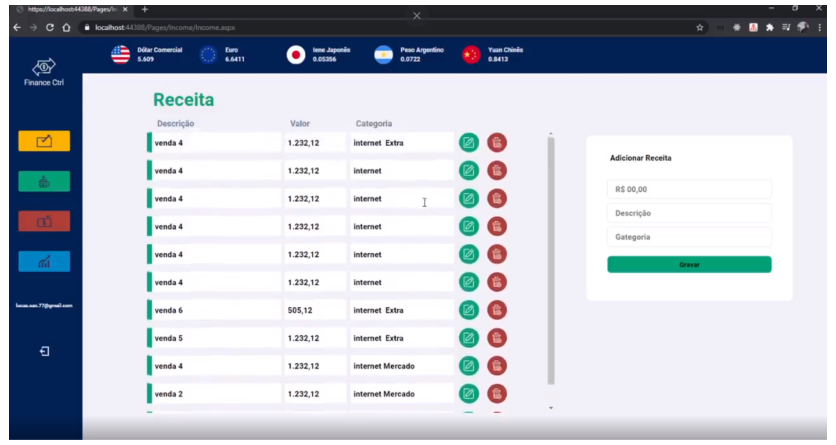 https://localhost:44388/Pages/In
localhost:44388/Pages/Income/Income.aspx
Finance Ctrl
Dólar Comercial
5.609
Euro
6.6411
Iene Japonês
0.05356
Peso Argentino
0.0722
Yuan Chinês
0.8413
Receita
Descrição Valor Categoria
venda 4 1.232,12 internet Extra
venda 4 1.232,12 internet
venda 4 1.232,12 internet
venda 4 1.232,12 internet
venda 4 1.232,12 internet
venda 4 1.232,12 internet
venda 6 505,12 internet Extra
venda 5 1.232,12 internet Extra
venda 4 1.232,12 internet Mercado
venda 2 1.232,12 internet Mercado
Adicionar Receita
R$ 00,00
Descrição
Gategoria
Gravar